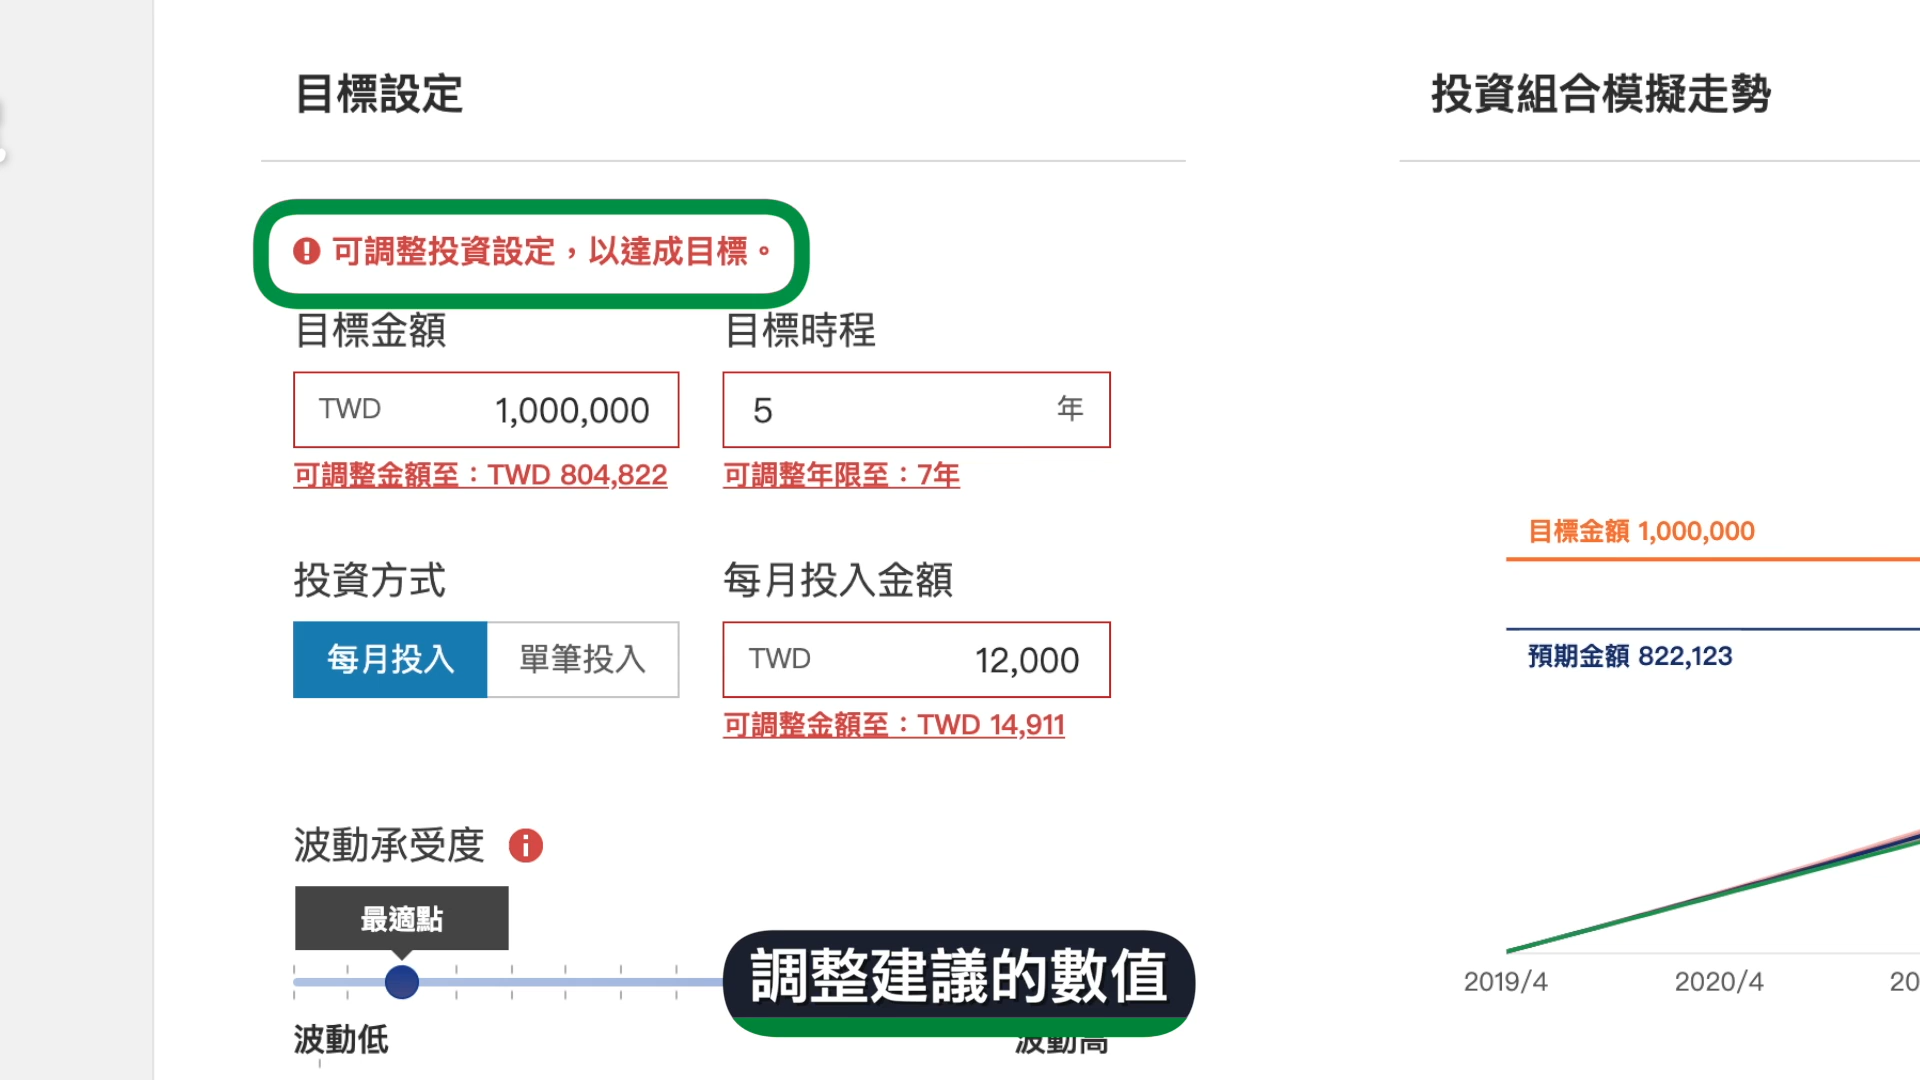 目標設定
可調整投資設定，以達成目標。
目標金額
目標時程
TWD 1,000,000
5 年
可調整金額至：TWD 804,822
可調整年限至：7年
投資方式
每月投入金額
每月投入
單筆投入
TWD 12,000
可調整金額至：TWD 14,911
波動承受度
最適點
波動低
波動高
調整建議的數值
投資組合模擬走勢
目標金額 1,000,000
預期金額 822,123
2019/4
2020/4
20